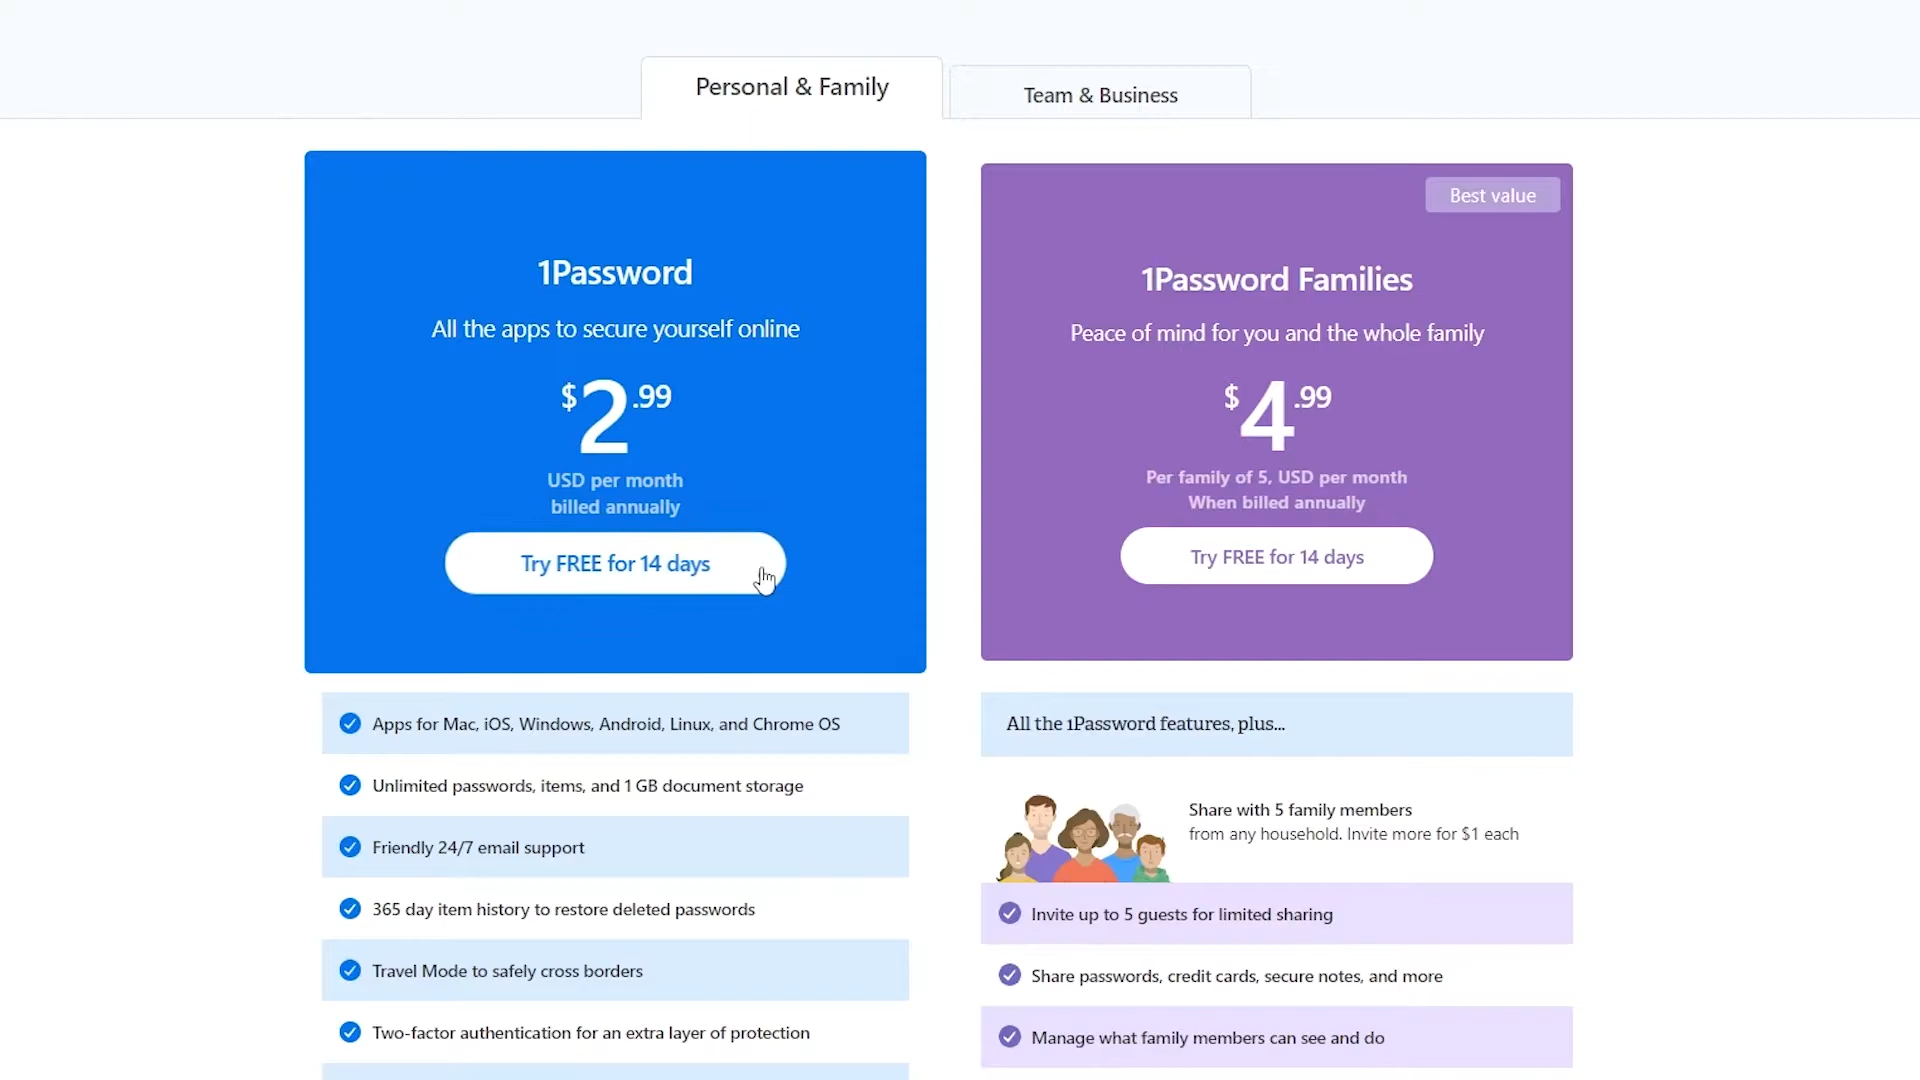 Personal & Family
Team & Business
1Password
All the apps to secure yourself online
$2.99
USD per month
billed annually
Try FREE for 14 days
Apps for Mac, iOS, Windows, Android, Linux, and Chrome OS
Unlimited passwords, items, and 1 GB document storage
Friendly 24/7 email support
365 day item history to restore deleted passwords
Travel Mode to safely cross borders
Two-factor authentication for an extra layer of protection
Best value
1Password Families
Peace of mind for you and the whole family
$4.99
Per family of 5, USD per month
When billed annually
Try FREE for 14 days
All the 1Password features, plus...
Share with 5 family members
from any household. Invite more for $1 each
Invite up to 5 guests for limited sharing
Share passwords, credit cards, secure notes, and more
Manage what family members can see and do